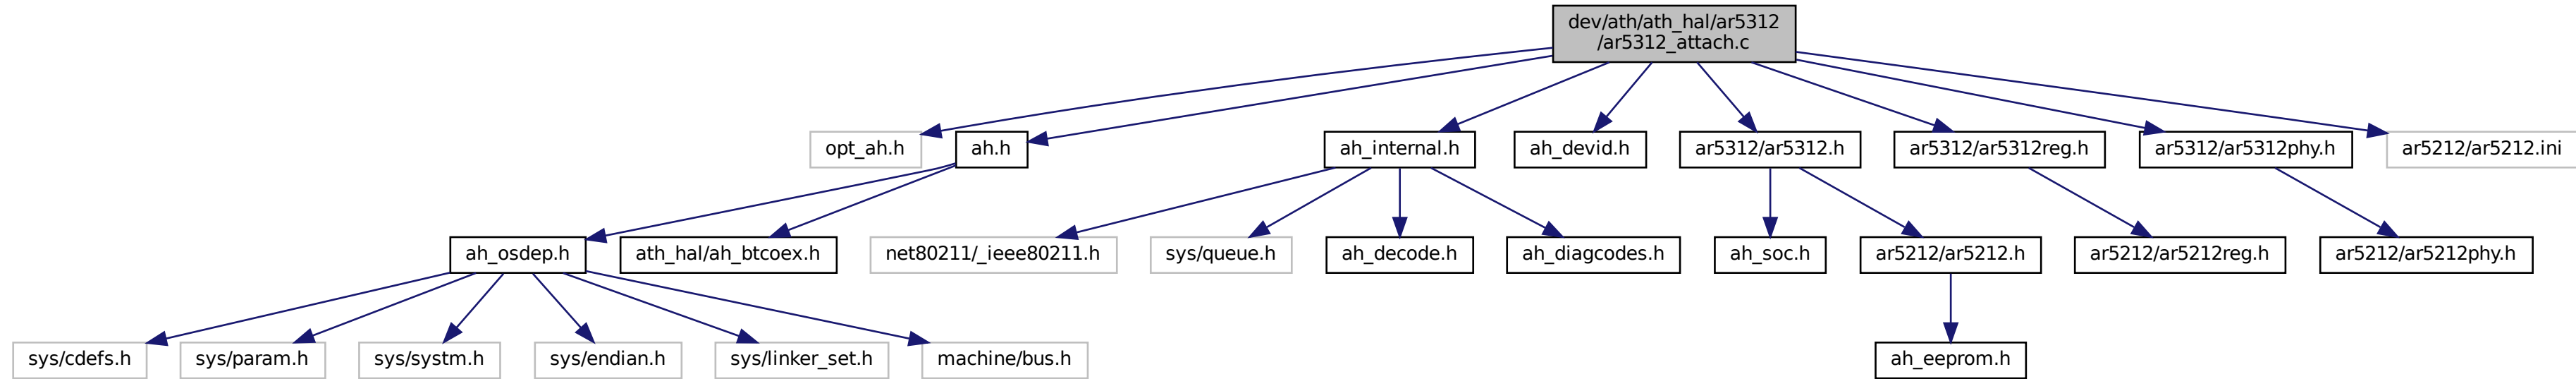 dev/ath/ath_hal/ar5312
/ar5312_attach.c
opt_ah.h
ah.h
ah_internal.h
ah_devid.h
ar5312/ar5312.h
ar5312/ar5312reg.h
ar5312/ar5312phy.h
ar5212/ar5212.ini
ah_osdep.h
ath_hal/ah_btcoex.h
net80211/_ieee80211.h
sys/queue.h
ah_decode.h
ah_diagcodes.h
ah_soc.h
ar5212/ar5212.h
ar5212/ar5212reg.h
ar5212/ar5212phy.h
sys/cdefs.h
sys/param.h
sys/systm.h
sys/endian.h
sys/linker_set.h
machine/bus.h
ah_eeprom.h